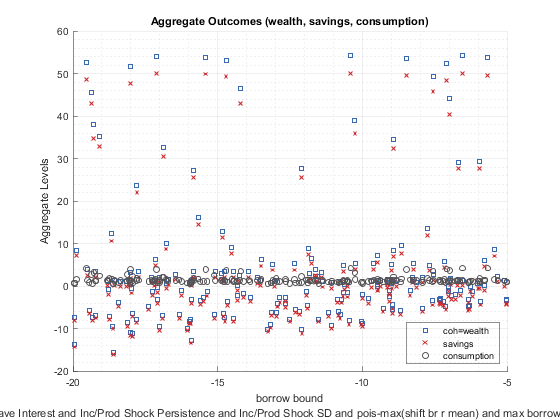 Aggregate Outcomes (wealth, savings, consumption)
Aggregate Levels
60
50
40
30
20
10
0
-10
-20
-20
-15
-10
-5
coh=wealth
savings
consumption
borrow bound
ave Interest and Inc/Prod Shock Persistence and Inc/Prod Shock SD and pois-max(shift br r mean) and max borrow